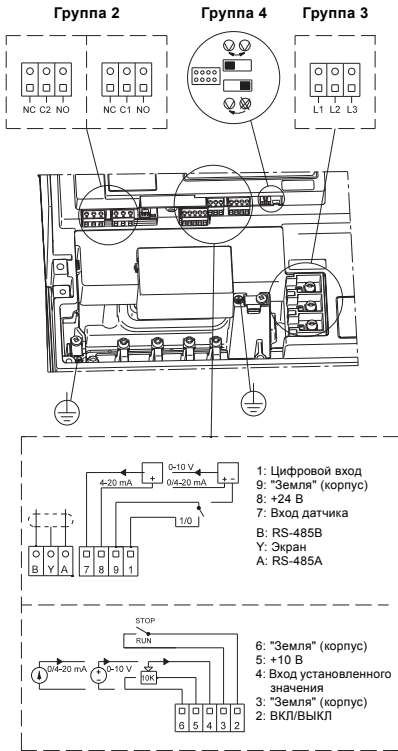 Группа 2 Группа 4 Группа 3
NC C2 NO NC C1 NO L1 L2 L3
0-10 V
4-20 mA 0/4-20 mA
1/0
B Y A 7 8 9 1
1: Цифровой вход
9: "Земля" (корпус)
8: +24 В
7: Вход датчика
B: RS-485B
Y: Экран
A: RS-485A
STOP
RUN
0/4-20 mA 0-10 V 10K
6 5 4 3 2
6: "Земля" (корпус)
5: +10 В
4: Вход установленного
значения
3: "Земля" (корпус)
2: ВКЛ/ВЫКЛ